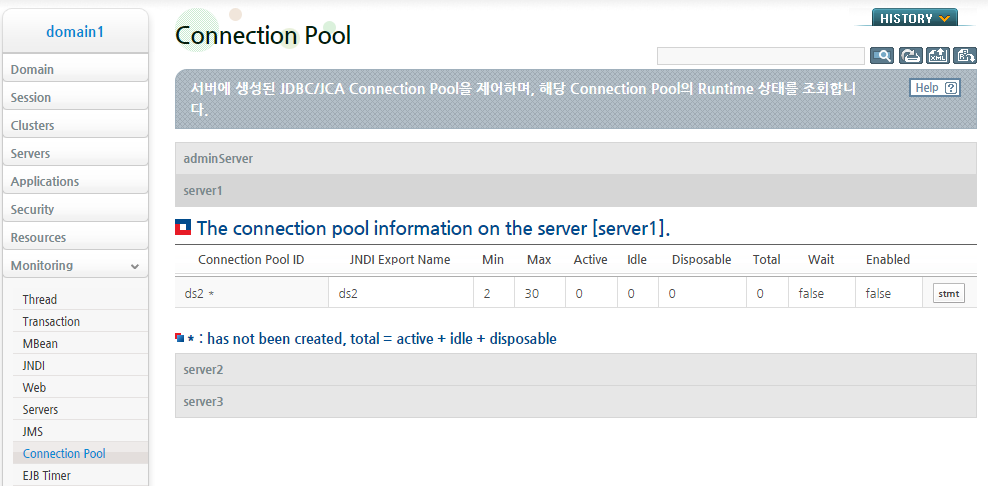 domain1
Domain
Session
Clusters
Servers
Applications
Security
Resources
Monitoring
Thread
Transaction
MBean
JNDI
Web
Servers
JMS
Connection Pool
EJB Timer
Connection Pool
HISTORY
서버에 생성된 JDBC/JCA Connection Pool을 제어하며, 해당 Connection Pool의 Runtime 상태를 조회합니
다.
Help ?
adminServer
server1
The connection pool information on the server [server1].
Connection Pool ID JNDI Export Name Min Max Active Idle Disposable Total Wait Enabled
ds2 * ds2 2 30 0 0 0 0 false false stmt
* : has not been created, total = active + idle + disposable
server2
server3